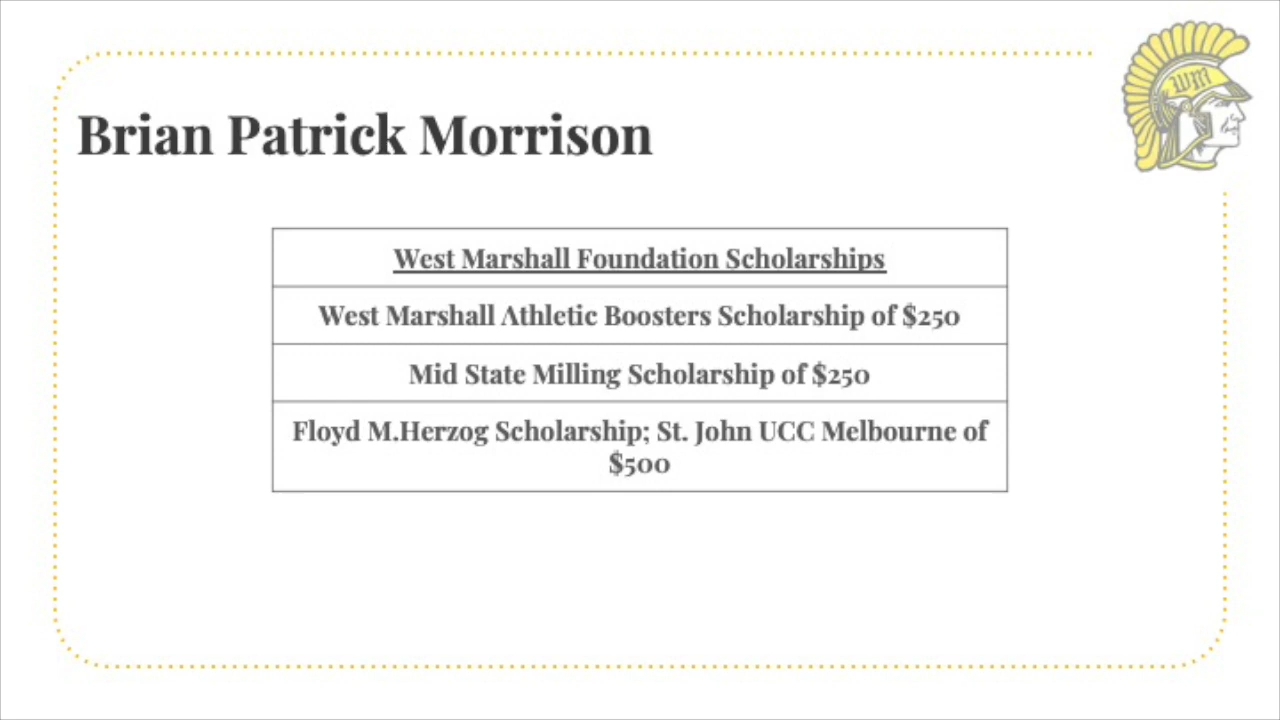 WM
Brian Patrick Morrison
West Marshall Foundation Scholarships
West Marshall Athletic Boosters Scholarship of $250
Mid State Milling Scholarship of $250
Floyd M.Herzog Scholarship; St. John UCC Melbourne of
$500